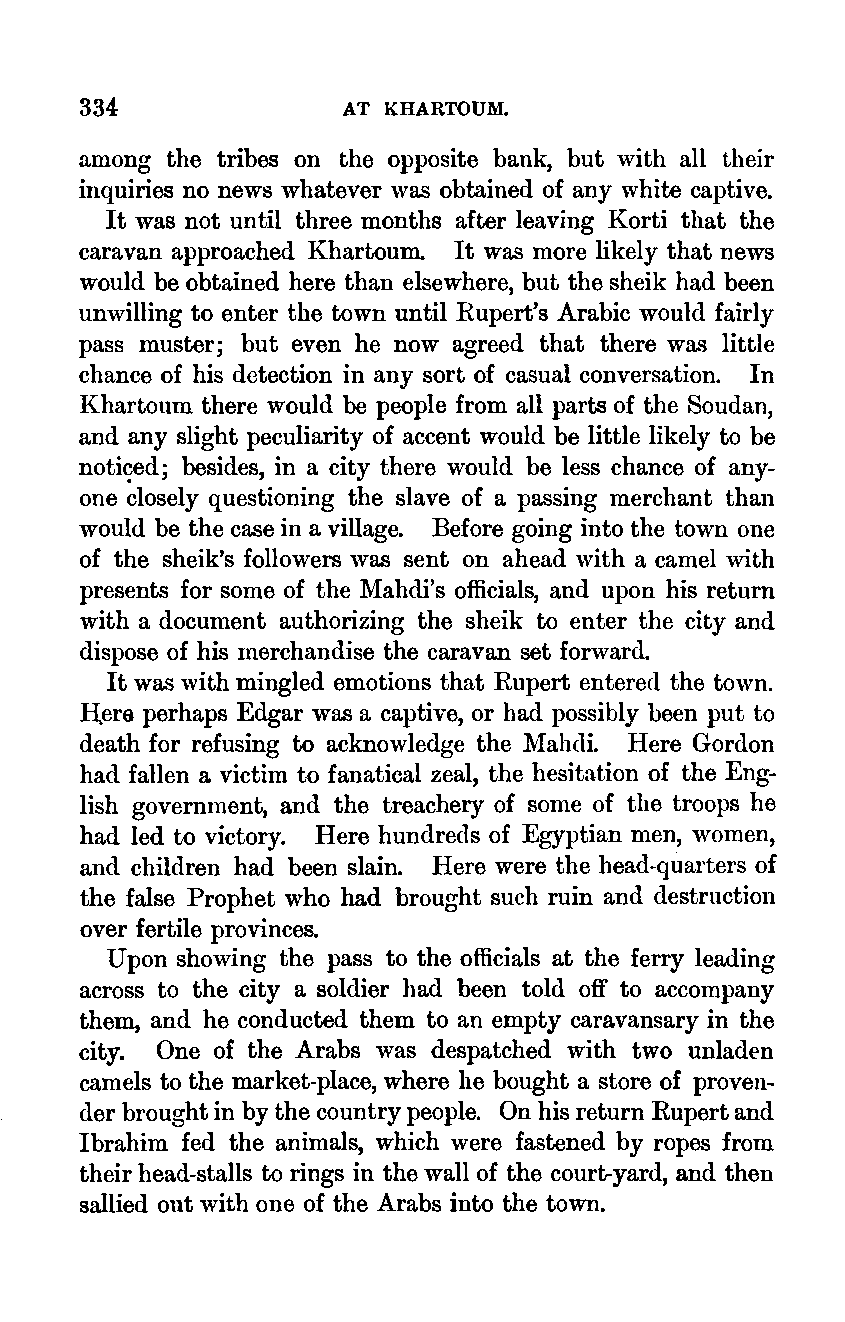 334 AT KHARTOUM.
among the tribes on the opposite bank, but with all their
inquiries no news whatever was obtained of any white captive.
It was not until three months after leaving Korti that the
caravan approached Khartoum. It was more likely that news
would be obtained here than elsewhere, but the sheik had been
unwilling to enter the town until Rupert's Arabic would fairly
pass muster; but even he now agreed that there was little
chance of his detection in any sort of casual conversation. In
Khartoum there would be people from all parts of the Soudan,
and any slight peculiarity of accent would be little likely to be
noticed; besides, in a city there would be less chance of any-
one closely questioning the slave of a passing merchant than
would be the case in a village. Before going into the town one
of the sheik's followers was sent on ahead with a camel with
presents for some of the Mahdi's officials, and upon his return
with a document authorizing the sheik to enter the city and
dispose of his merchandise the caravan set forward.
It was with mingled emotions that Rupert entered the town.
Here perhaps Edgar was a captive, or had possibly been put to
death for refusing to acknowledge the Mahdi. Here Gordon
had fallen a victim to fanatical zeal, the hesitation of the Eng-
lish government, and the treachery of some of the troops he
had led to victory. Here hundreds of Egyptian men, women,
and children had been slain. Here were the head-quarters of
the false Prophet who had brought such ruin and destruction
over fertile provinces.
Upon showing the pass to the officials at the ferry leading
across to the city a soldier had been told off to accompany
them, and he conducted them to an empty caravansary in the
city. One of the Arabs was despatched with two unladen
camels to the market-place, where he bought a store of proven-
der brought in by the country people. On his return Rupert and
Ibrahim fed the animals, which were fastened by ropes from
their head-stalls to rings in the wall of the court-yard, and then
sallied out with one of the Arabs into the town.